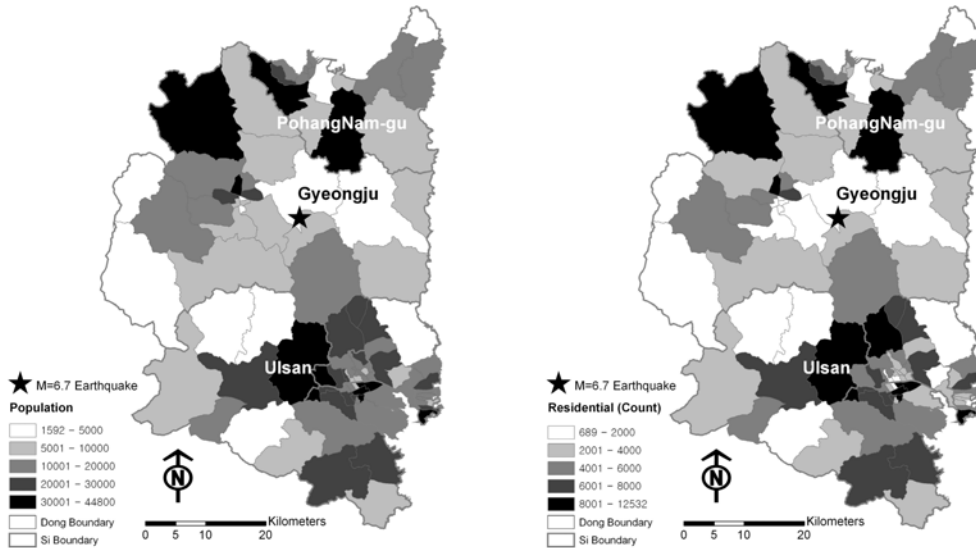 PohangNam-gu
Gyeongju
Ulsan
M=6.7 Earthquake
Population
1592 - 5000
5001 - 10000
10001 - 20000
20001 - 30000
30001 - 44800
Dong Boundary
Si Boundary
N
Kilometers
0 5 10 20
PohangNam-gu
Gyeongju
Ulsan
M=6.7 Earthquake
Residential (Count)
689 - 2000
2001 - 4000
4001 - 6000
6001 - 8000
8001 - 12532
Dong Boundary
Si Boundary
N
Kilometers
0 5 10 20